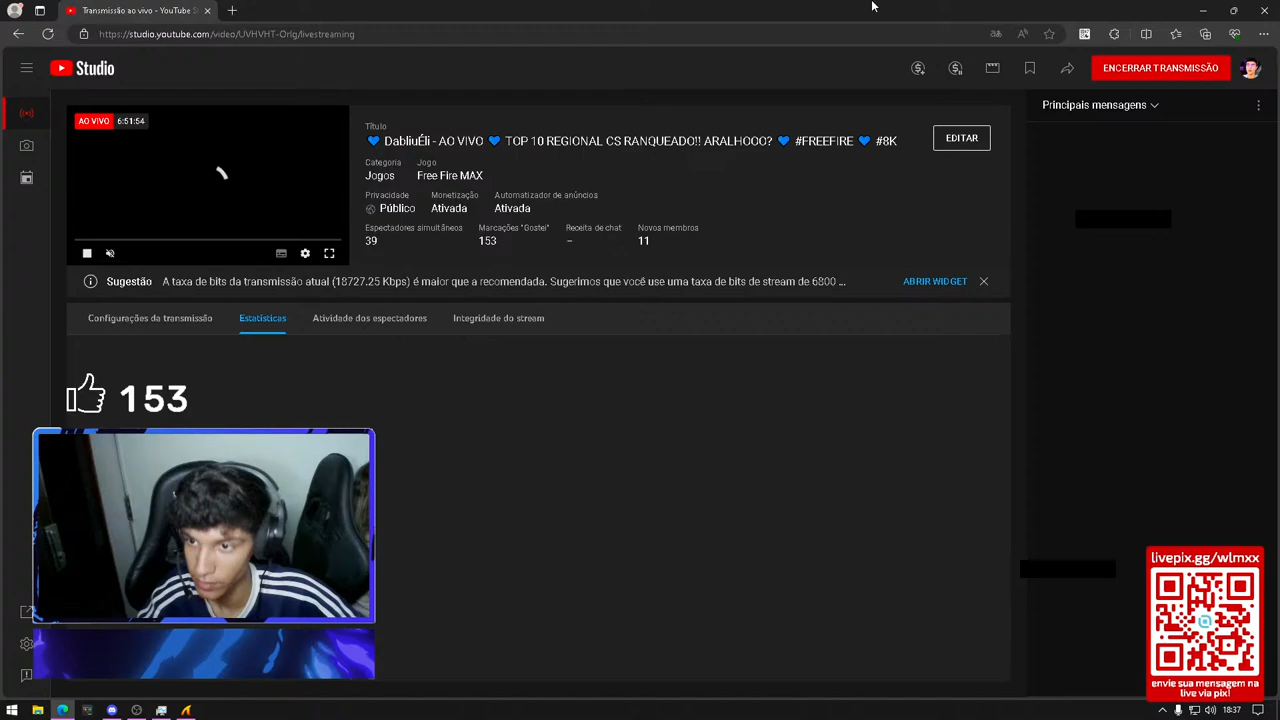 Transmissão ao vivo - YouTube S
https://studio.youtube.com/video/UVHVHT-Orlg/livestreaming
Studio
ENCERRAR TRANSMISSÃO
AO VIVO 6:51:54
Título
💙 DabliuÉli - AO VIVO 💙 TOP 10 REGIONAL CS RANQUEADO!! ARALHOOO? 💙 #FREEFIRE 💙 #8K
EDITAR
Categoria Jogo
Jogos Free Fire MAX
Privacidade Monetização Automatizador de anúncios
Público Ativada Ativada
Espectadores simultâneos Marcações "Gostei" Receita de chat Novos membros
39 153 – 11
Principais mensagens
Sugestão A taxa de bits da transmissão atual (18727.25 Kbps) é maior que a recomendada. Sugerimos que você use uma taxa de bits de stream de 6800 ... ABRIR WIDGET
Configurações da transmissão Estatísticas Atividade dos espectadores Integridade do stream
153
livepix.gg/wlmxx
envie sua mensagem na
live via pix!
18:37